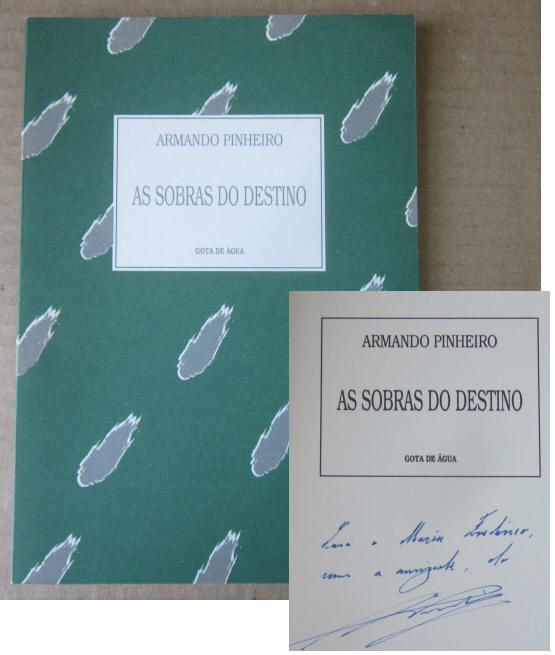 ARMANDO PINHEIRO
AS SOBRAS DO DESTINO
GOTA DE ÁGUA
ARMANDO PINHEIRO
AS SOBRAS DO DESTINO
GOTA DE ÁGUA
Para o Mário
com a amizade, do